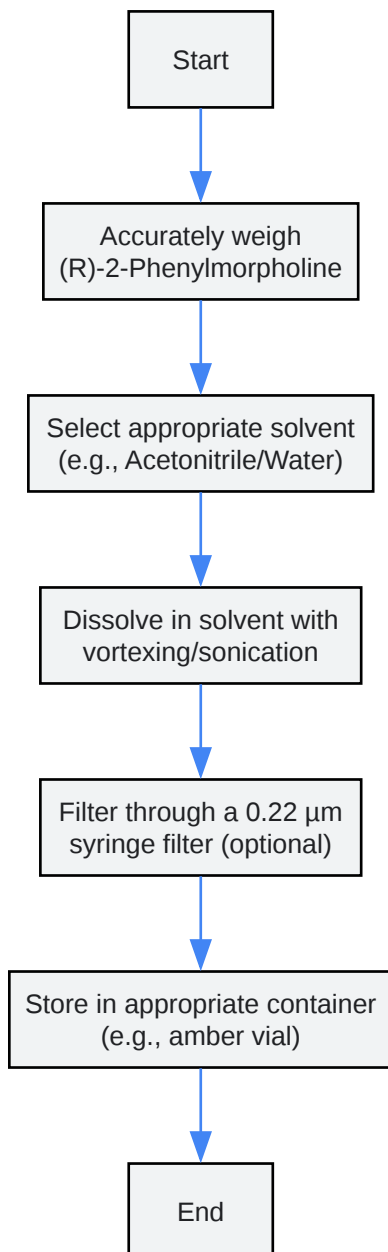 Start
Accurately weigh
(R)-2-Phenylmorpholine
Select appropriate solvent
(e.g., Acetonitrile/Water)
Dissolve in solvent with
vortexing/sonication
Filter through a 0.22 µm
syringe filter (optional)
Store in appropriate container
(e.g., amber vial)
End